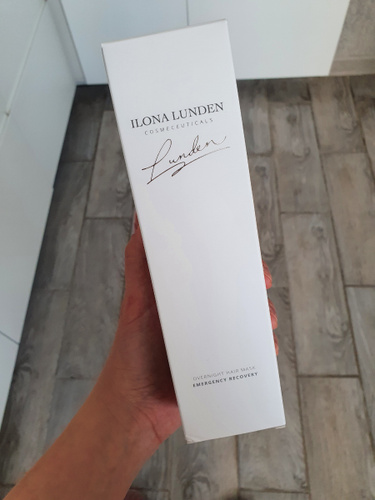 ILONA LUNDEN
COSMECEUTICALS
Lunden
OVERNIGHT HAIR MASK
EMERGENCY RECOVERY